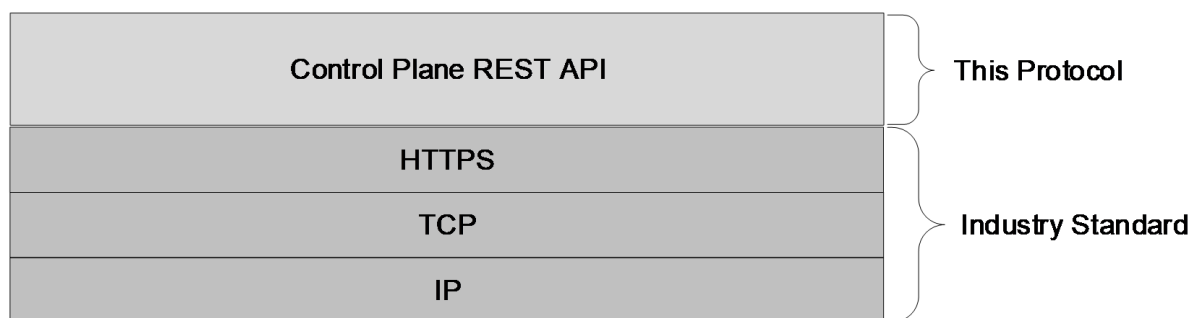 Control Plane REST API
This Protocol
HTTPS
TCP
Industry Standard
IP